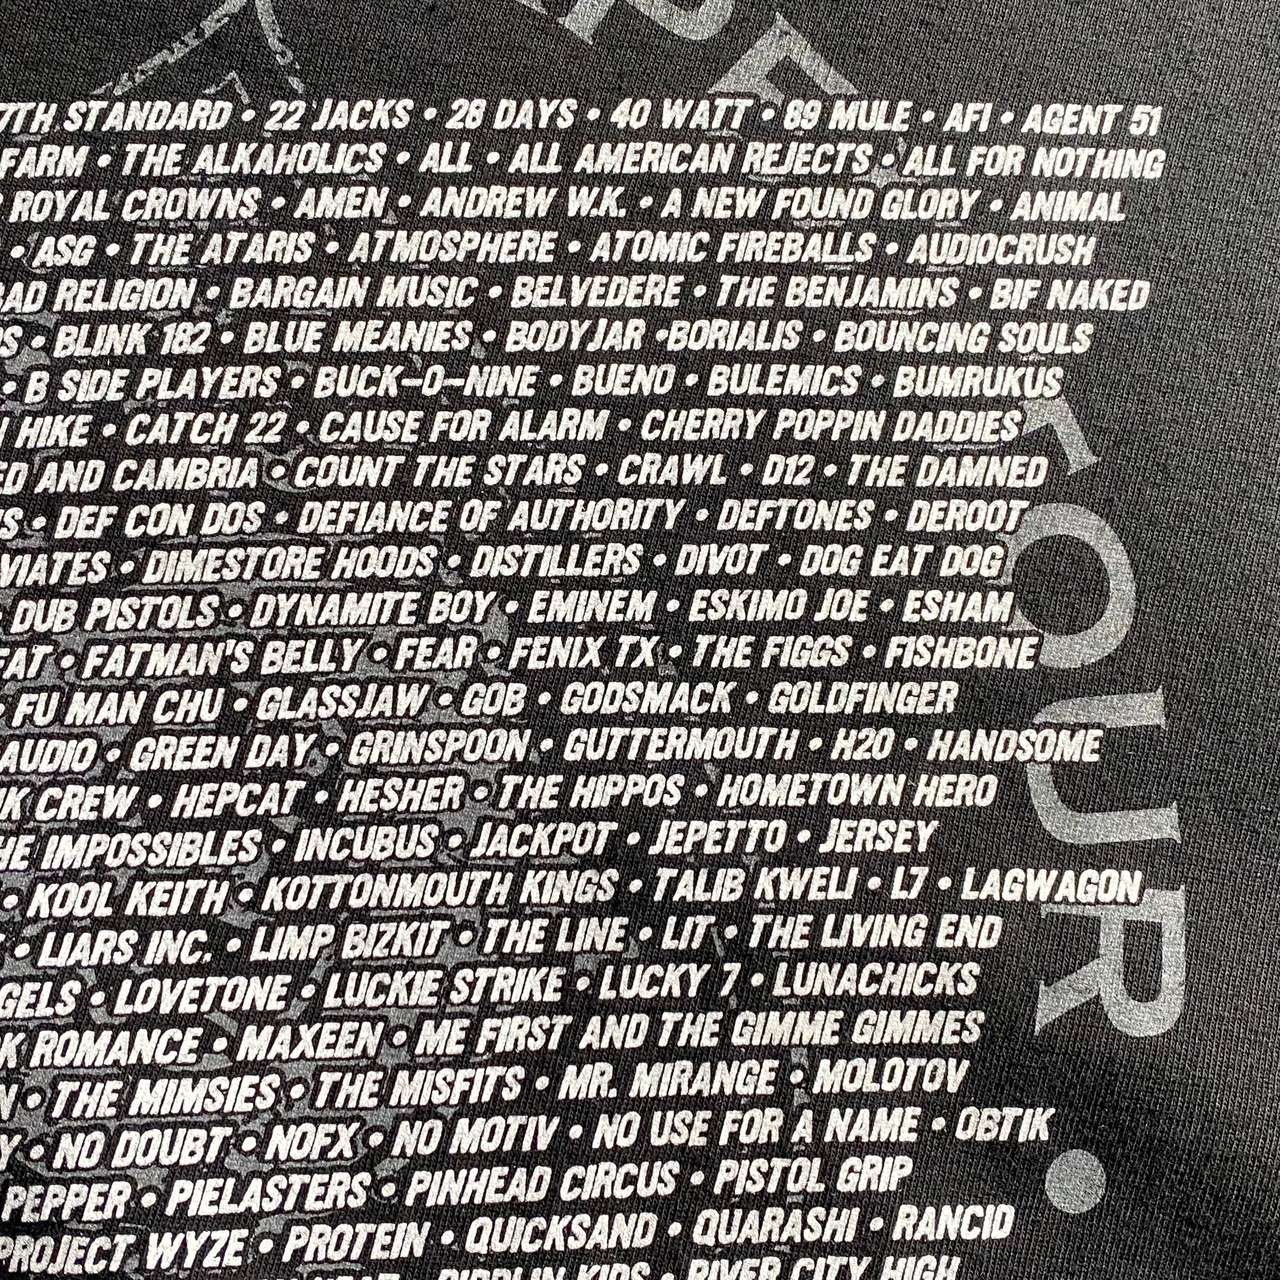 7TH STANDARD • 22 JACKS • 28 DAYS • 40 WATT • 89 MULE • AFI • AGENT 51
FARM • THE ALKAHOLICS • ALL • ALL AMERICAN REJECTS • ALL FOR NOTHING
ROYAL CROWNS • AMEN • ANDREW W.K. • A NEW FOUND GLORY • ANIMAL
• ASG • THE ATARIS • ATMOSPHERE • ATOMIC FIREBALLS • AUDIOCRUSH
BAD RELIGION • BARGAIN MUSIC • BELVEDERE • THE BENJAMINS • BIF NAKED
S • BLINK 182 • BLUE MEANIES • BODYJAR •BORIALIS • BOUNCING SOULS
• B SIDE PLAYERS • BUCK-O-NINE • BUENO • BULEMICS • BUMRUKUS
HIKE • CATCH 22 • CAUSE FOR ALARM • CHERRY POPPIN DADDIES
ED AND CAMBRIA • COUNT THE STARS • CRAWL • D12 • THE DAMNED
S • DEF CON DOS • DEFIANCE OF AUTHORITY • DEFTONES • DEROOT
VIATES • DIMESTORE HOODS • DISTILLERS • DIVOT • DOG EAT DOG
• DUB PISTOLS • DYNAMITE BOY • EMINEM • ESKIMO JOE • ESHAM
FAT • FATMAN'S BELLY • FEAR • FENIX TX • THE FIGGS • FISHBONE
• FU MAN CHU • GLASSJAW • GOB • GODSMACK • GOLDFINGER
AUDIO • GREEN DAY • GRINSPOON • GUTTERMOUTH • H2O • HANDSOME
K CREW • HEPCAT • HESHER • THE HIPPOS • HOMETOWN HERO
HE IMPOSSIBLES • INCUBUS • JACKPOT • JEPETTO • JERSEY
• KOOL KEITH • KOTTONMOUTH KINGS • TALIB KWELI • L7 • LAGWAGON
• LIARS INC. • LIMP BIZKIT • THE LINE • LIT • THE LIVING END
GELS • LOVETONE • LUCKIE STRIKE • LUCKY 7 • LUNACHICKS
K ROMANCE • MAXEEN • ME FIRST AND THE GIMME GIMMES
N • THE MIMSIES • THE MISFITS • MR. MIRANGE • MOLOTOV
Y • NO DOUBT • NOFX • NO MOTIV • NO USE FOR A NAME • OBTIK
PEPPER • PIELASTERS • PINHEAD CIRCUS • PISTOL GRIP
PROJECT WYZE • PROTEIN • QUICKSAND • QUARASHI • RANCID
KIDS • RIVER CITY HIGH
TOUR •